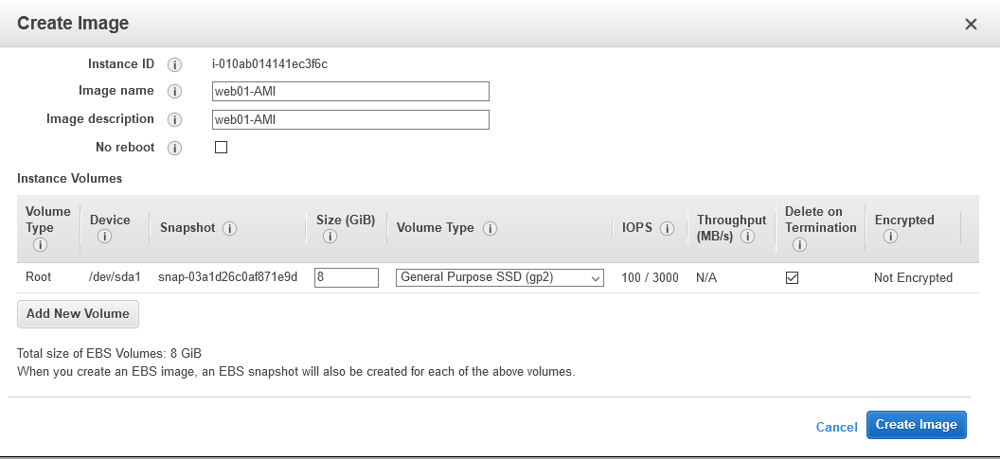 Create Image
Instance ID i-010ab014141ec3f6c
Image name web01-AMI
Image description web01-AMI
No reboot
Instance Volumes
Volume Type Device Snapshot Size (GiB) Volume Type IOPS Throughput (MB/s) Delete on Termination Encrypted
Root /dev/sda1 snap-03a1d26c0af871e9d 8 General Purpose SSD (gp2) 100 / 3000 N/A Not Encrypted
Add New Volume
Total size of EBS Volumes: 8 GiB
When you create an EBS image, an EBS snapshot will also be created for each of the above volumes.
Cancel Create Image